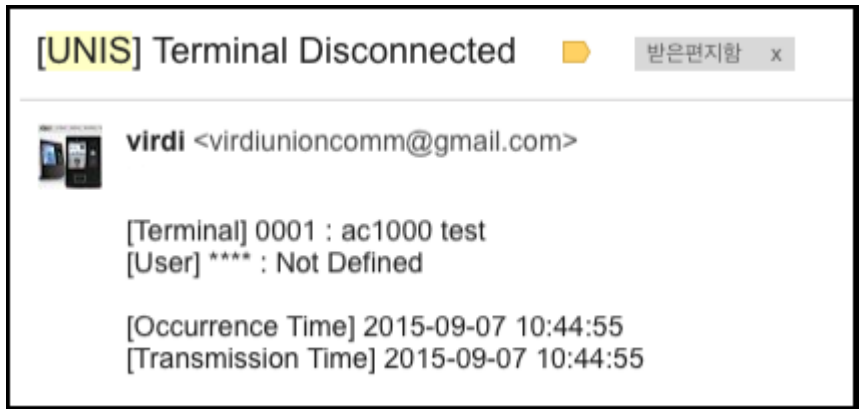 [UNIS] Terminal Disconnected 받은편지함 x
virdi <virdiunioncomm@gmail.com>
[Terminal] 0001 : ac1000 test
[User] **** : Not Defined
[Occurrence Time] 2015-09-07 10:44:55
[Transmission Time] 2015-09-07 10:44:55